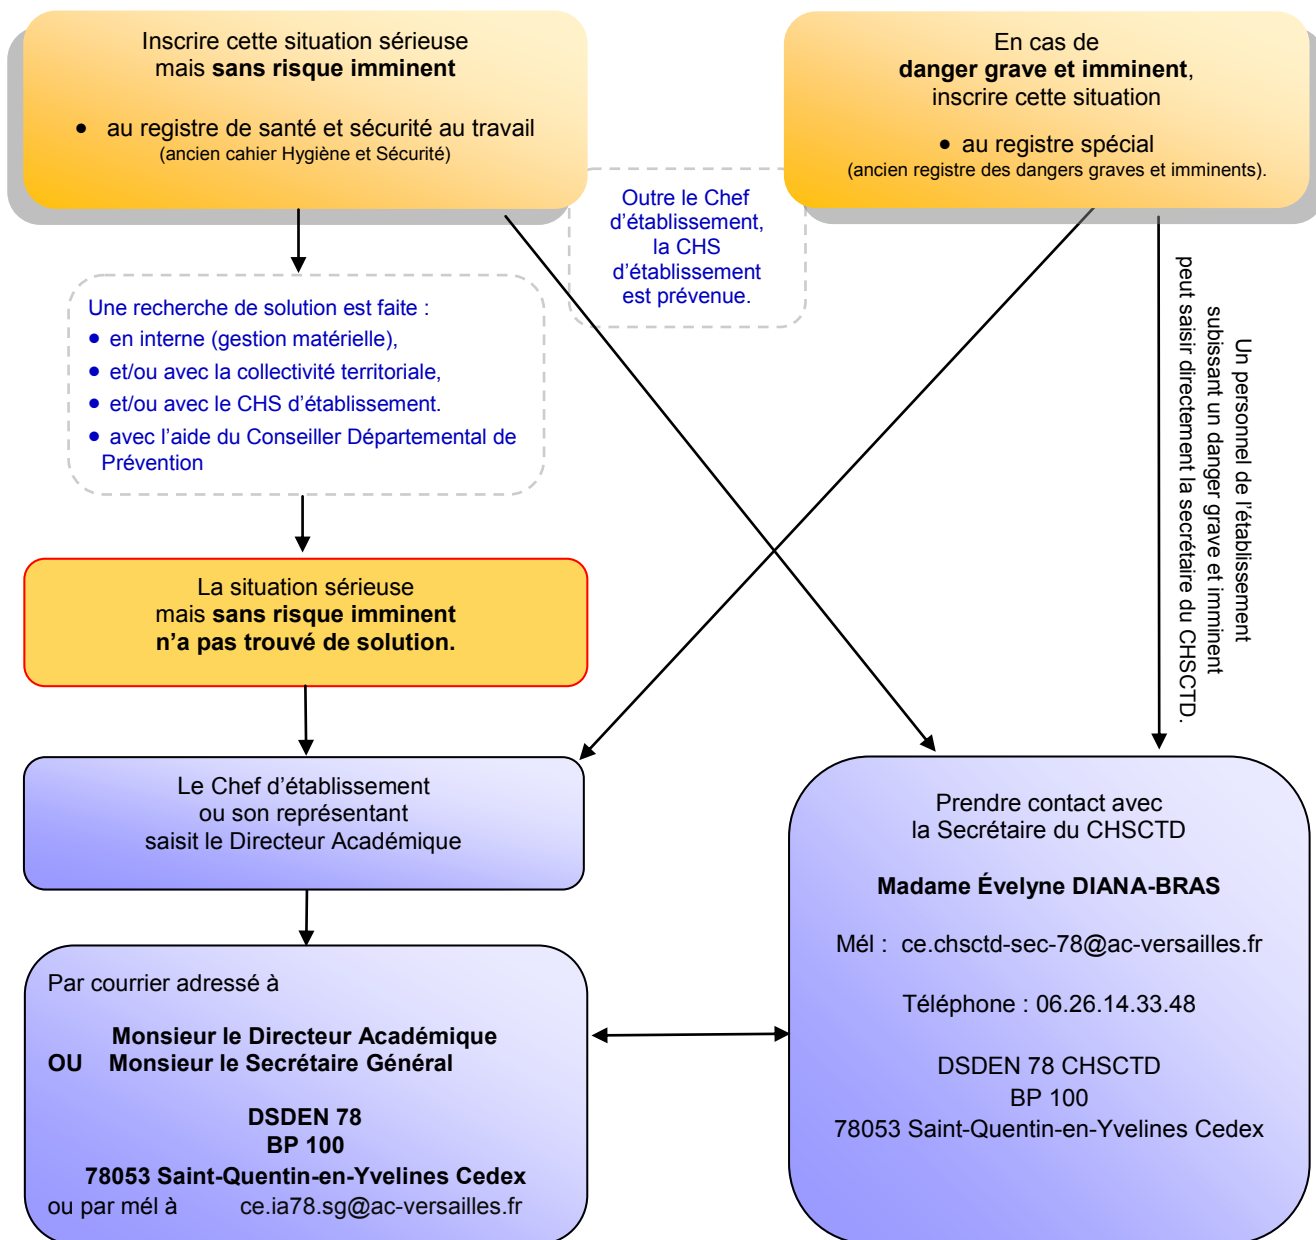 Inscrire cette situation sérieuse
mais sans risque imminent
• au registre de santé et sécurité au travail
(ancien cahier Hygiène et Sécurité)
En cas de
danger grave et imminent,
inscrire cette situation
• au registre spécial
(ancien registre des dangers graves et imminents).
Outre le Chef
d’établissement,
la CHS
d’établissement
est prévenue.
Une recherche de solution est faite :
• en interne (gestion matérielle),
• et/ou avec la collectivité territoriale,
• et/ou avec le CHS d’établissement.
• avec l’aide du Conseiller Départemental de
Prévention
Un personnel de l’établissement
subissant un danger grave et imminent
peut saisir directement la secrétaire du CHSCTD.
La situation sérieuse
mais sans risque imminent
n’a pas trouvé de solution.
Le Chef d’établissement
ou son représentant
saisit le Directeur Académique
Par courrier adressé à
Monsieur le Directeur Académique
OU Monsieur le Secrétaire Général
DSDEN 78
BP 100
78053 Saint-Quentin-en-Yvelines Cedex
ou par mél à ce.ia78.sg@ac-versailles.fr
Prendre contact avec
la Secrétaire du CHSCTD
Madame Évelyne DIANA-BRAS
Mél : ce.chsctd-sec-78@ac-versailles.fr
Téléphone : 06.26.14.33.48
DSDEN 78 CHSCTD
BP 100
78053 Saint-Quentin-en-Yvelines Cedex